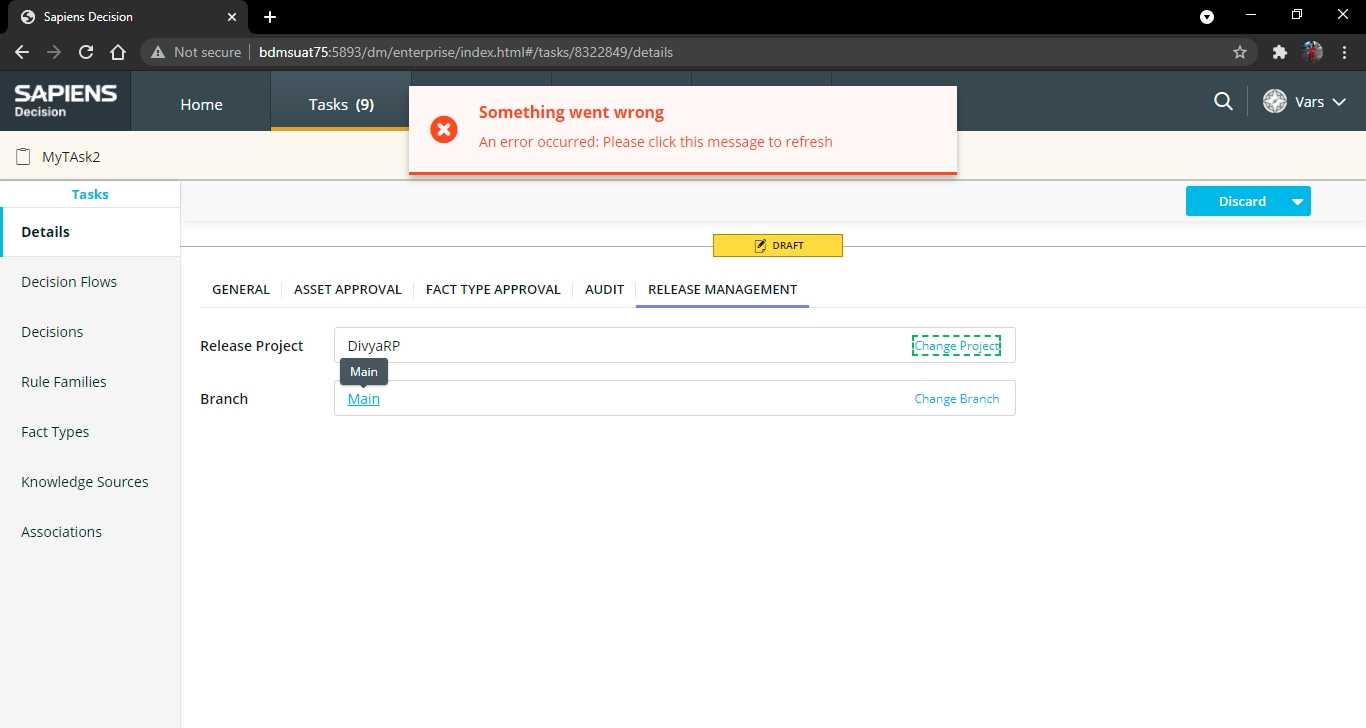 Sapiens Decision
Not secure
bdmsuat75:5893/dm/enterprise/index.html#/tasks/8322849/details
SAPIENS
Decision
Home
Tasks (9)
Something went wrong
An error occurred: Please click this message to refresh
Vars
MyTAsk2
Tasks
Discard
Details
DRAFT
Decision Flows
Decisions
Rule Families
Fact Types
Knowledge Sources
Associations
GENERAL
ASSET APPROVAL
FACT TYPE APPROVAL
AUDIT
RELEASE MANAGEMENT
Release Project
DivyaRP
Change Project
Main
Branch
Main
Change Branch